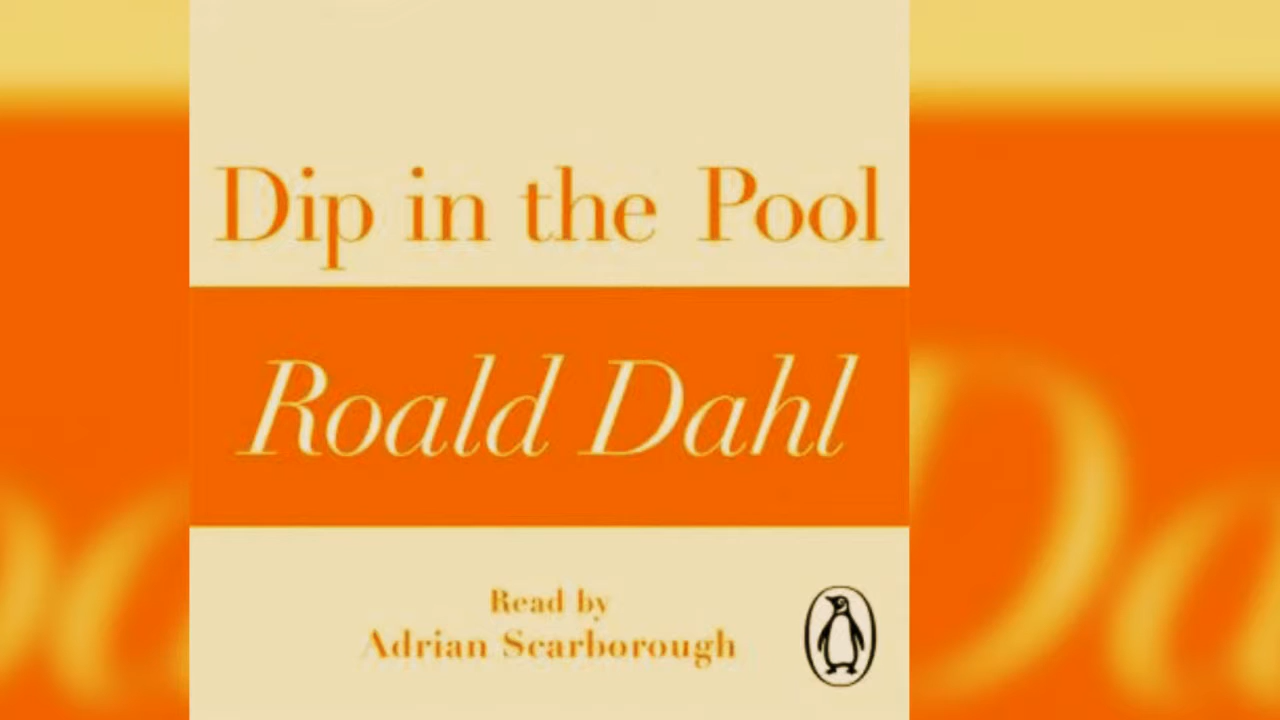 Dip in the Pool
Roald Dahl
Read by
Adrian Scarborough